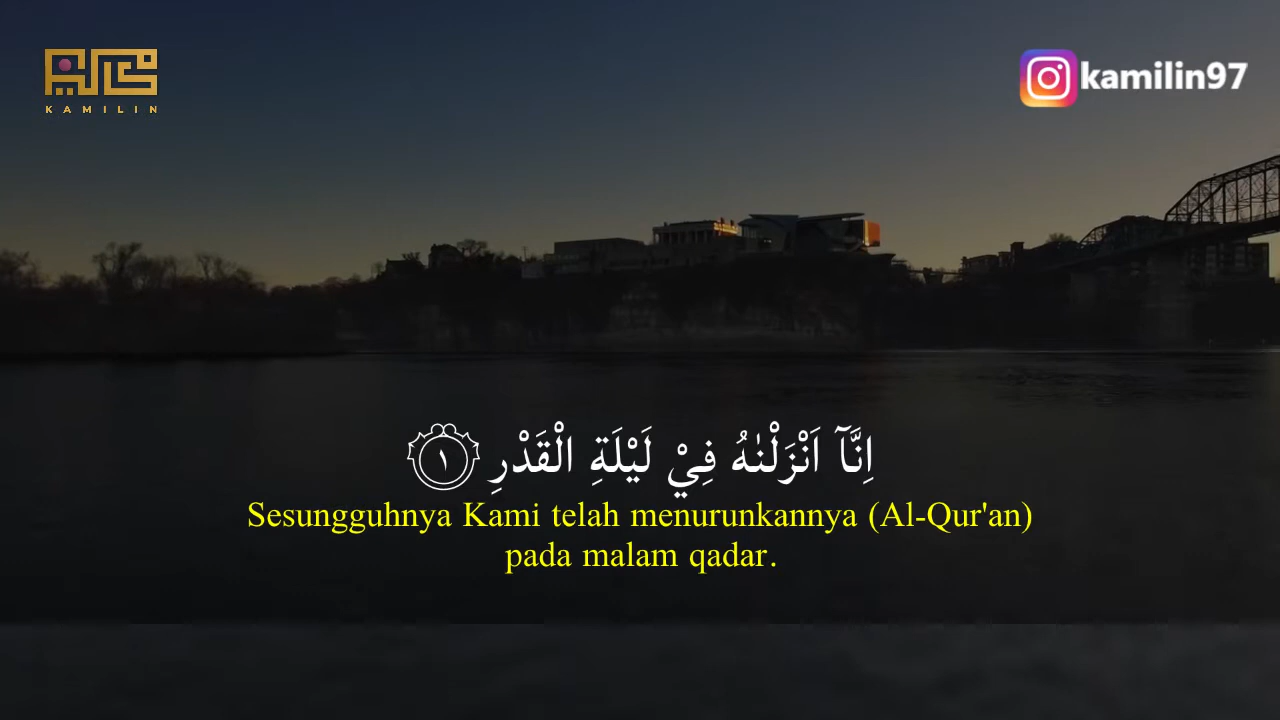 KAMILIN
kamilin97
اِنَّآ اَنْزَلْنٰهُ فِيْ لَيْلَةِ الْقَدْرِ ١
Sesungguhnya Kami telah menurunkannya (Al-Qur'an)
pada malam qadar.